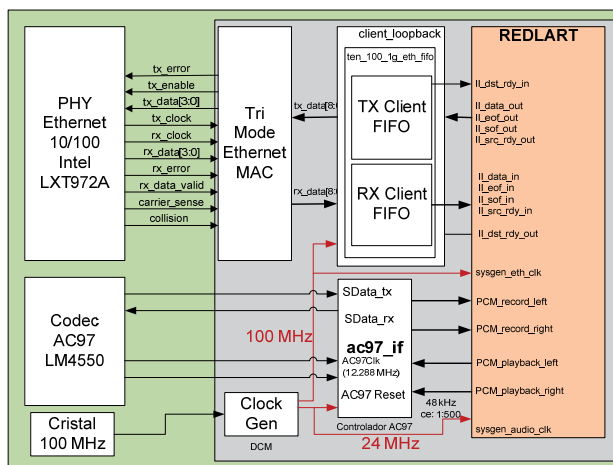 client_loopback
REDLART
ten_100_1g_eth_fifo
PHY
Ethernet
10/100
Intel
LXT972A
tx_error
tx_enable
tx_data[3:0]
tx_clock
rx_clock
rx_data[3:0]
rx_error
rx_data_valid
carrier_sense
collision
Tri
Mode
Ethernet
MAC
tx_data[8:0
rx_data[8:0
TX Client
FIFO
RX Client
FIFO
ll_dst_rdy_in
ll_data_out
ll_eof_out
ll_sof_out
ll_src_rdy_out
ll_data_in
ll_eof_in
ll_sof_in
ll_src_rdy_in
ll_dst_rdy_out
sysgen_eth_clk
Codec
AC97
LM4550
SData_tx
SData_rx
ac97_if
AC97Clk
(12.288 MHz)
AC97 Reset
100 MHz
PCM_record_left
PCM_record_right
PCM_playback_left
PCM_playback_right
48 kHz
ce: 1:500
sysgen_audio_clk
Cristal
100 MHz
Clock
Gen
DCM
Controlador AC97
24 MHz